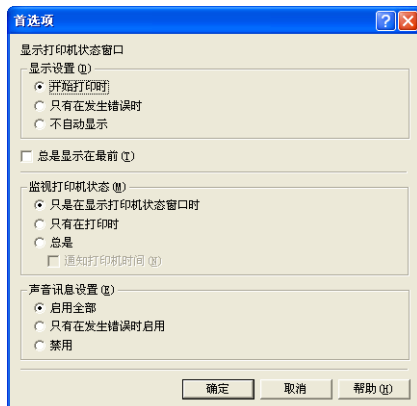 首选项
显示打印机状态窗口
显示设置(D)
开始打印时
只有在发生错误时
不自动显示
总是显示在最前(T)
监视打印机状态(M)
只是在显示打印机状态窗口时
只有在打印时
总是
通知打印机时间(N)
声音讯息设置(E)
启用全部
只有在发生错误时启用
禁用
确定 取消 帮助(H)